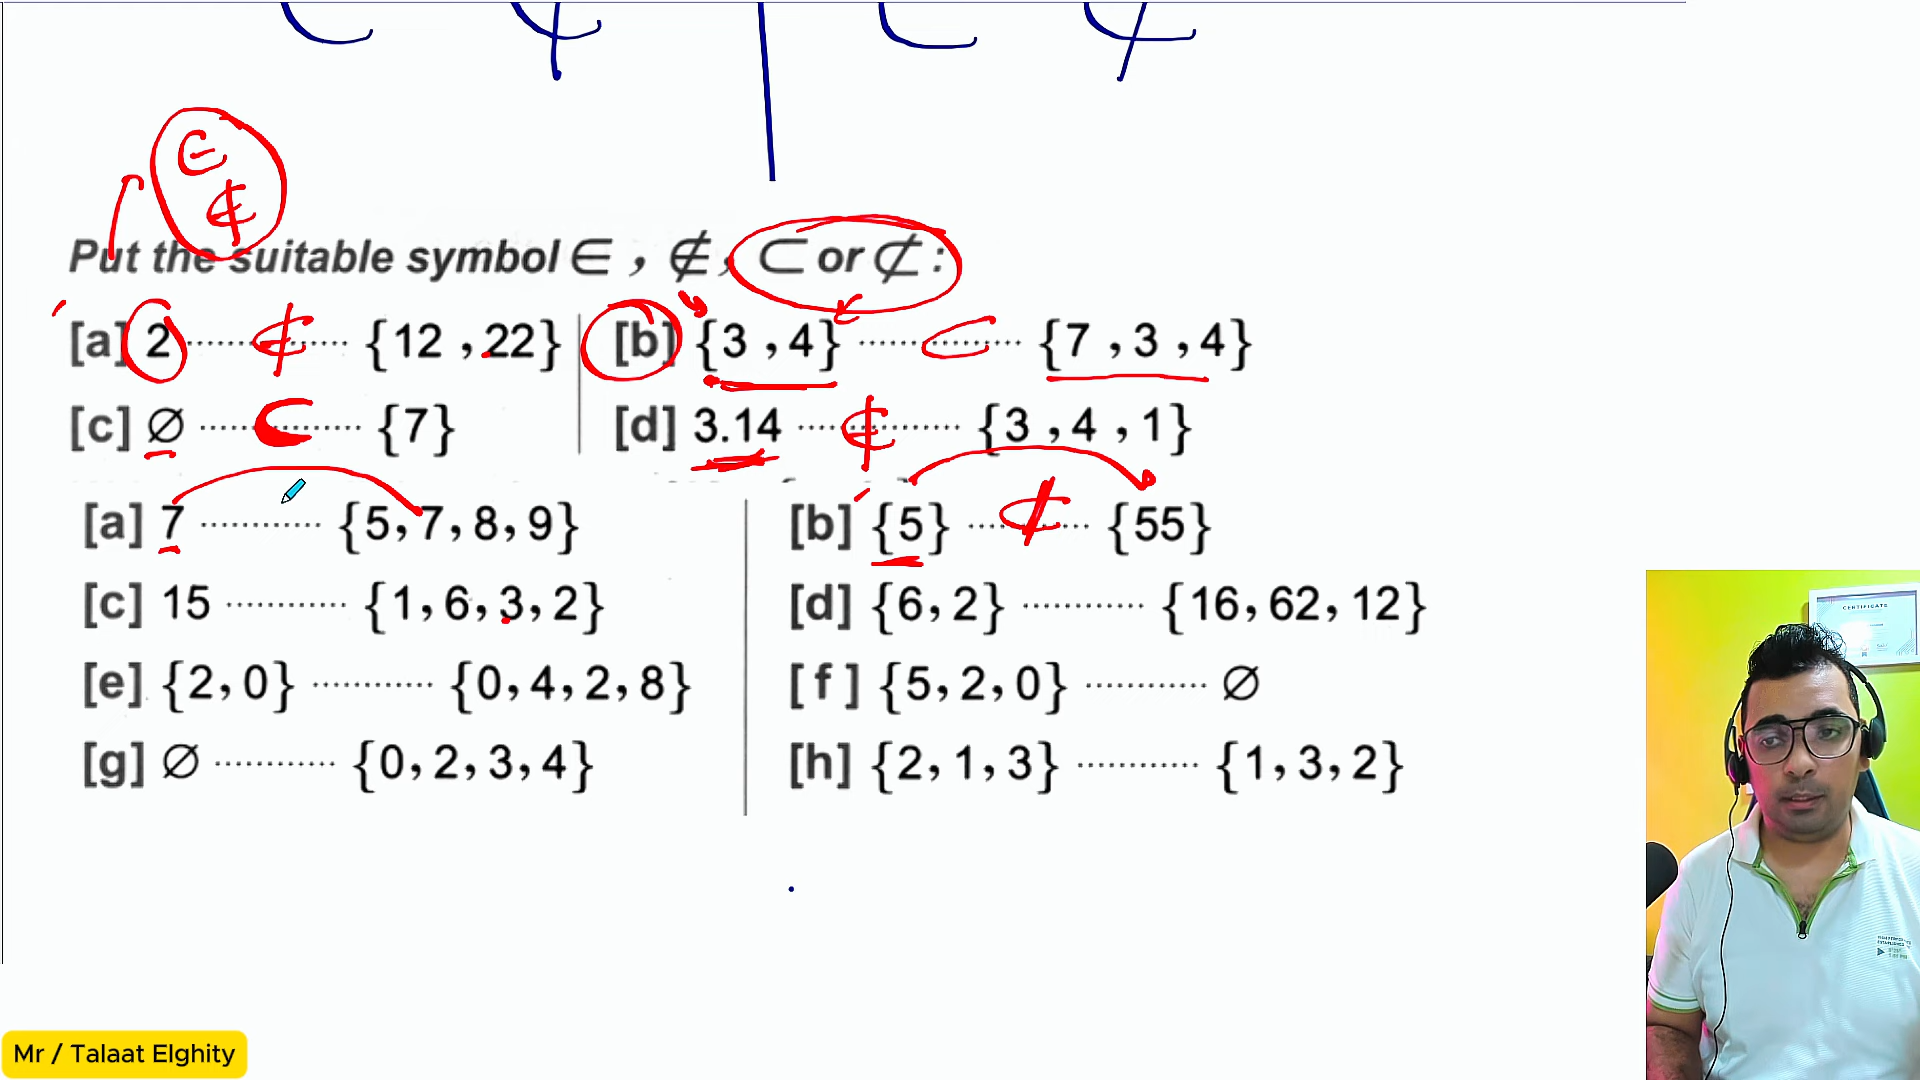 ⊂ ⊄ ⊂ ⊄
∈
∉
Put the suitable symbol ∈ , ∉, ⊂ or ⊄ :
[a] 2 ∉ {12 , 22}
[b] {3 , 4} ⊂ {7 , 3 , 4}
[c] ∅ ⊂ {7}
[d] 3.14 ∉ {3 , 4 , 1}
[a] 7 ............ {5, 7, 8, 9}
[b] {5} ⊄ {55}
[c] 15 ............ {1, 6, 3, 2}
[d] {6, 2} ............ {16, 62, 12}
[e] {2, 0} ............ {0, 4, 2, 8}
[f] {5, 2, 0} ............ ∅
[g] ∅ ............ {0, 2, 3, 4}
[h] {2, 1, 3} ............ {1, 3, 2}
CERTIFICATE
Mr / Talaat Elghity